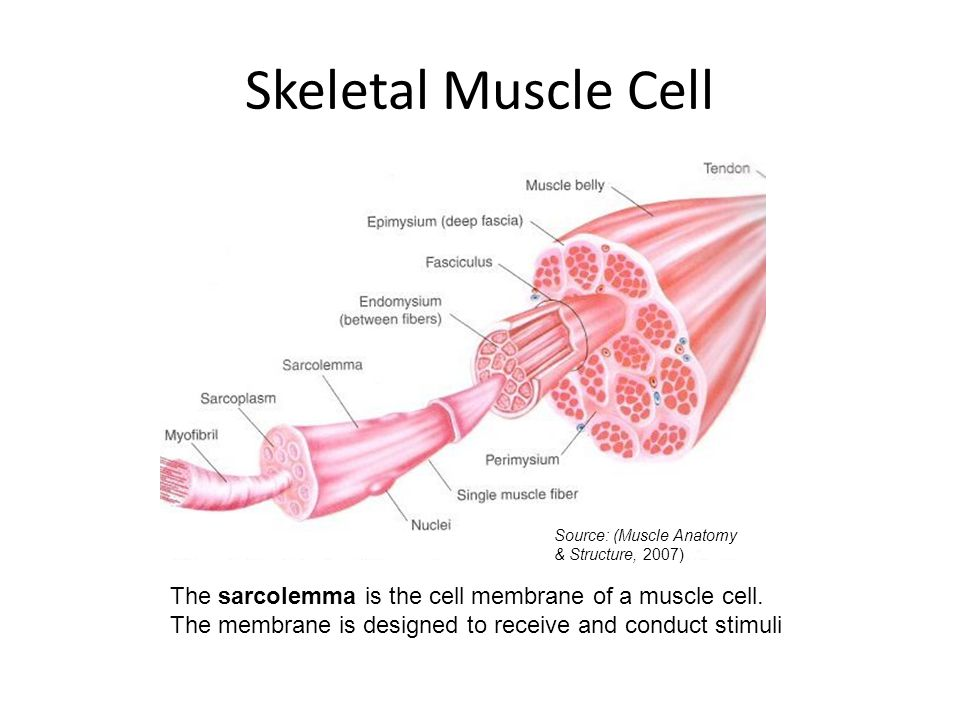 Skeletal Muscle Cell
Tendon
Muscle belly
Epimysium (deep fascia)
Fasciculus
Endomysium
(between fibers)
Sarcolemma
Sarcoplasm
Myofibril
Perimysium
Single muscle fiber
Nuclei
Source: (Muscle Anatomy
& Structure, 2007)
The sarcolemma is the cell membrane of a muscle cell.
The membrane is designed to receive and conduct stimuli